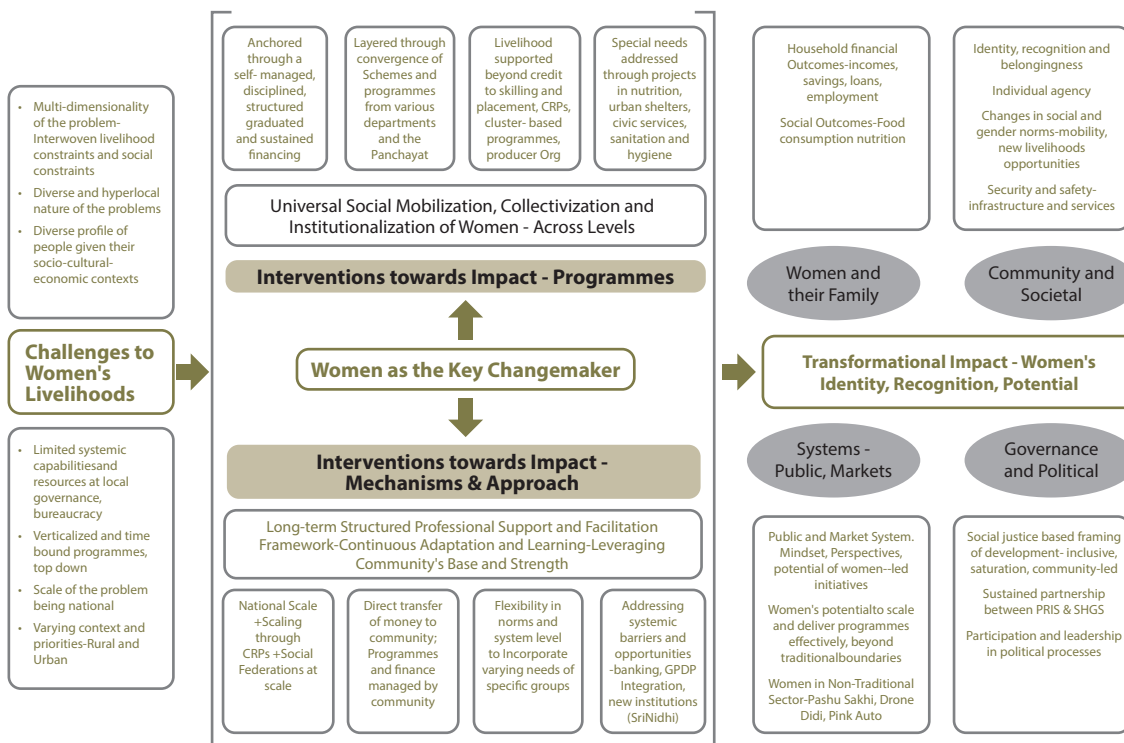 • Multi-dimensionality
of the problem-
Interwoven livelihood
constraints and social
constraints
• Diverse and hyperlocal
nature of the problems
• Diverse profile of
people given their
socio-cultural-
economic contexts
Challenges to
Women's
Livelihoods
• Limited systemic
capabilitiesand
resources at local
governance,
bureaucracy
• Verticalized and time
bound programmes,
top down
• Scale of the problem
being national
• Varying context and
priorities-Rural and
Urban
Anchored
through a
self- managed,
disciplined,
structured
graduated
and sustained
financing
Layered through
convergence of
Schemes and
programmes
from various
departments
and the
Panchayat
Livelihood
supported
beyond credit
to skilling and
placement, CRPs,
cluster- based
programmes,
producer Org
Special needs
addressed
through projects
in nutrition,
urban shelters,
civic services,
sanitation and
hygiene
Universal Social Mobilization, Collectivization and
Institutionalization of Women - Across Levels
Interventions towards Impact - Programmes
Women as the Key Changemaker
Interventions towards Impact -
Mechanisms & Approach
Long-term Structured Professional Support and Facilitation
Framework-Continuous Adaptation and Learning-Leveraging
Community's Base and Strength
National Scale
+Scaling
through
CRPs +Social
Federations at
scale
Direct transfer
of money to
community;
Programmes
and finance
managed by
community
Flexibility in
norms and
system level
to Incorporate
varying needs of
specific groups
Addressing
systemic
barriers and
opportunities
-banking, GPDP
Integration,
new institutions
(SriNidhi)
Household financial
Outcomes-incomes,
savings, loans,
employment
Social Outcomes-Food
consumption nutrition
Identity, recognition and
belongingness
Individual agency
Changes in social and
gender norms-mobility,
new livelihoods
opportunities
Security and safety-
infrastructure and services
Women and
their Family
Community and
Societal
Transformational Impact - Women's
Identity, Recognition, Potential
Systems -
Public, Markets
Governance
and Political
Public and Market System.
Mindset, Perspectives,
potential of women--led
initiatives
Women's potentialto scale
and deliver programmes
effectively, beyond
traditionalboundaries
Women in Non-Traditional
Sector-Pashu Sakhi, Drone
Didi, Pink Auto
Social justice based framing
of development- inclusive,
saturation, community-led
Sustained partnership
between PRIS & SHGS
Participation and leadership
in political processes